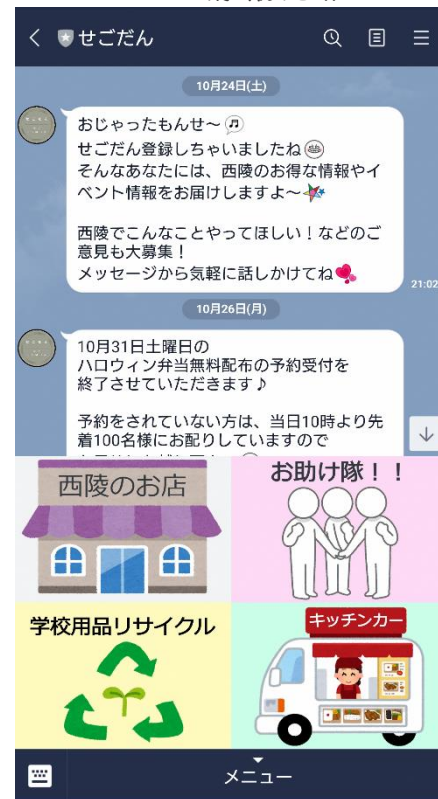 せごだん
10月24日(土)
おじゃったもんせ～
せごだん登録しちゃいましたね
そんなあなたには、西陵のお得な情報やイ
ベント情報をお届けしますよ～
西陵でこんなことやってほしい！などのご
意見も大募集！
メッセージから気軽に話しかけてね
21:02
10月26日(月)
10月31日土曜日の
ハロウィン弁当無料配布の予約受付を
終了させていただきます♪
予約をされていない方は、当日10時より先
着100名様にお配りしていますので
西陵のお店
お助け隊！！
学校用品リサイクル
キッチンカー
メニュー